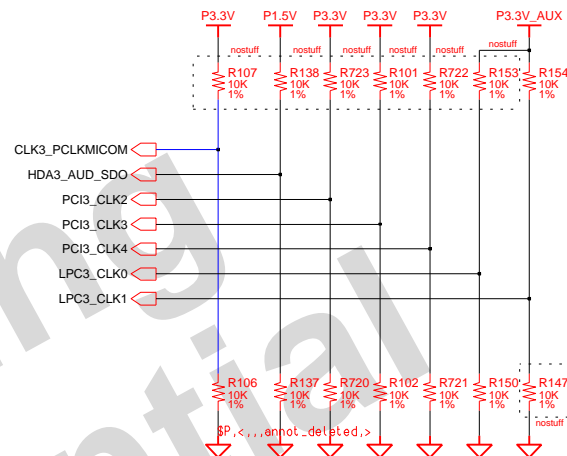 P3.3V P1.5V P3.3V P3.3V P3.3V P3.3V_AUX
nostuff nostuff nostuff nostuff nostuff nostuff
R107 R138 R723 R101 R722 R153 R154
10K 10K 10K 10K 10K 10K 10K
1% 1% 1% 1% 1% 1% 1%
CLK3_PCLKMICOM
HDA3_AUD_SDO
PCI3_CLK2
PCI3_CLK3
PCI3_CLK4
LPC3_CLK0
LPC3_CLK1
R106 R137 R720 R102 R721 R150 R147
10K 10K 10K 10K 10K 10K 10K
1% 1% 1% 1% 1% 1% 1%
nostuff
$P,<,,,annot_deleted,>
ng
ntial